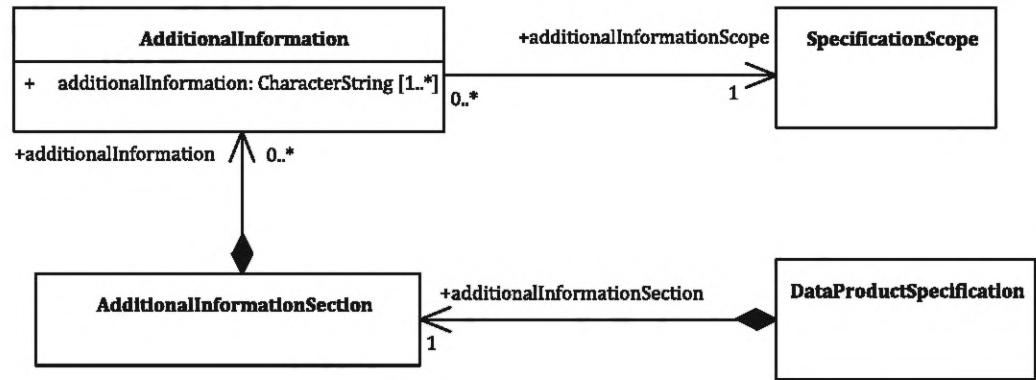 AdditionalInformation
+ additionalInformation: CharacterString [1..*]
+additionalInformationScope
SpecificationScope
0..*
1
+additionalInformation
0..*
AdditionalInformationSection
+additionalInformationSection
DataProductSpecification
1